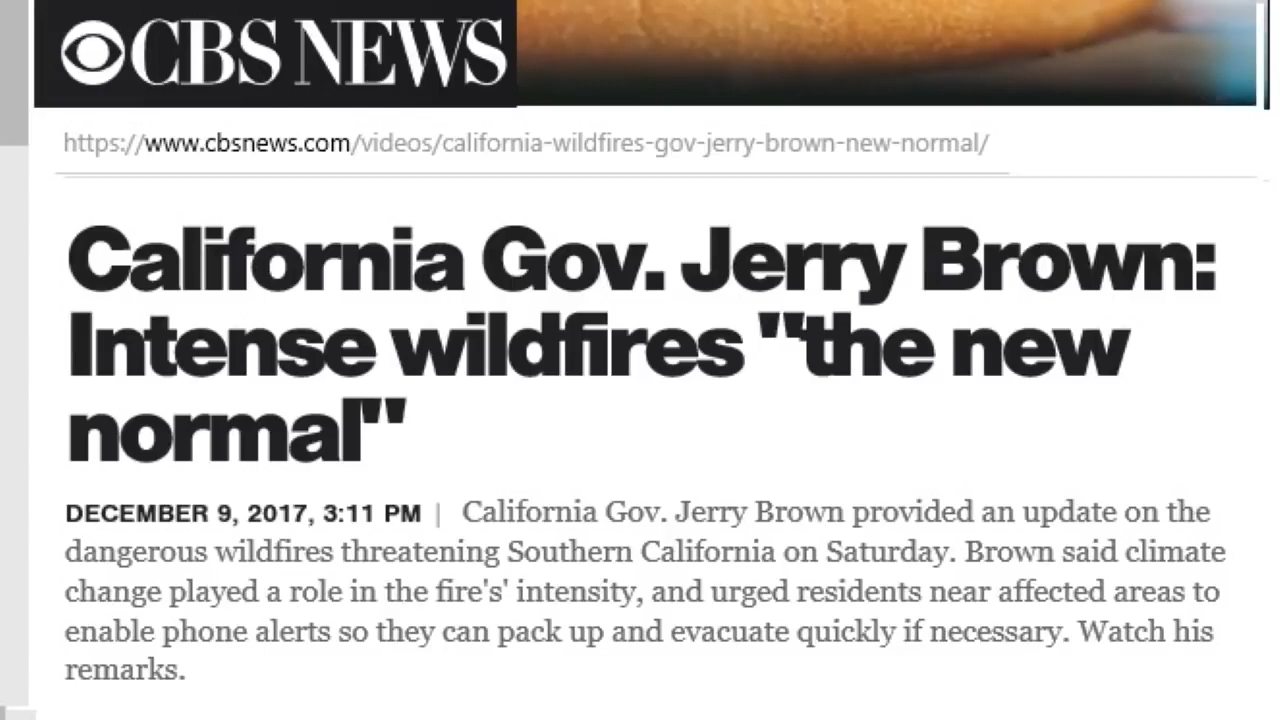 CBS NEWS
https://www.cbsnews.com/videos/california-wildfires-gov-jerry-brown-new-normal/
California Gov. Jerry Brown:
Intense wildfires "the new
normal"
DECEMBER 9, 2017, 3:11 PM | California Gov. Jerry Brown provided an update on the
dangerous wildfires threatening Southern California on Saturday. Brown said climate
change played a role in the fire's' intensity, and urged residents near affected areas to
enable phone alerts so they can pack up and evacuate quickly if necessary. Watch his
remarks.